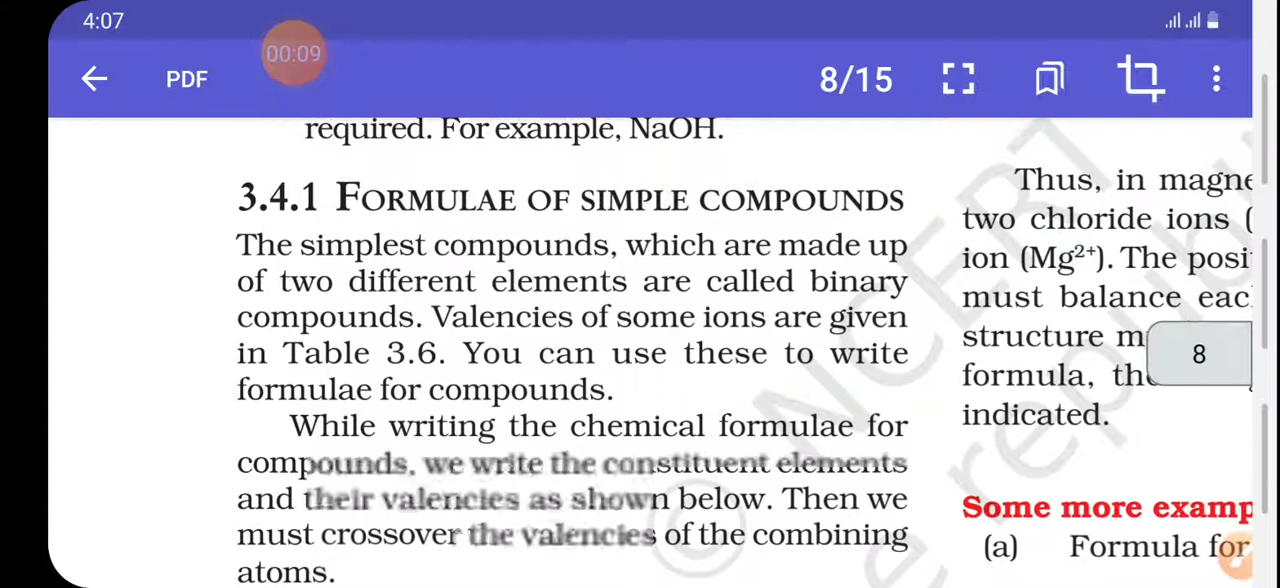 4:07
00:09
PDF
8/15
required. For example, NaOH.
3.4.1 FORMULAE OF SIMPLE COMPOUNDS
The simplest compounds, which are made up
of two different elements are called binary
compounds. Valencies of some ions are given
in Table 3.6. You can use these to write
formulae for compounds.
While writing the chemical formulae for
compounds, we write the constituent elements
and their valencies as shown below. Then we
must crossover the valencies of the combining
atoms.
Thus, in magne
two chloride ions (
ion (Mg²⁺). The posi
must balance eac
structure m
formula, th
indicated.
8
Some more examp
(a) Formula for
© NCERT
republ